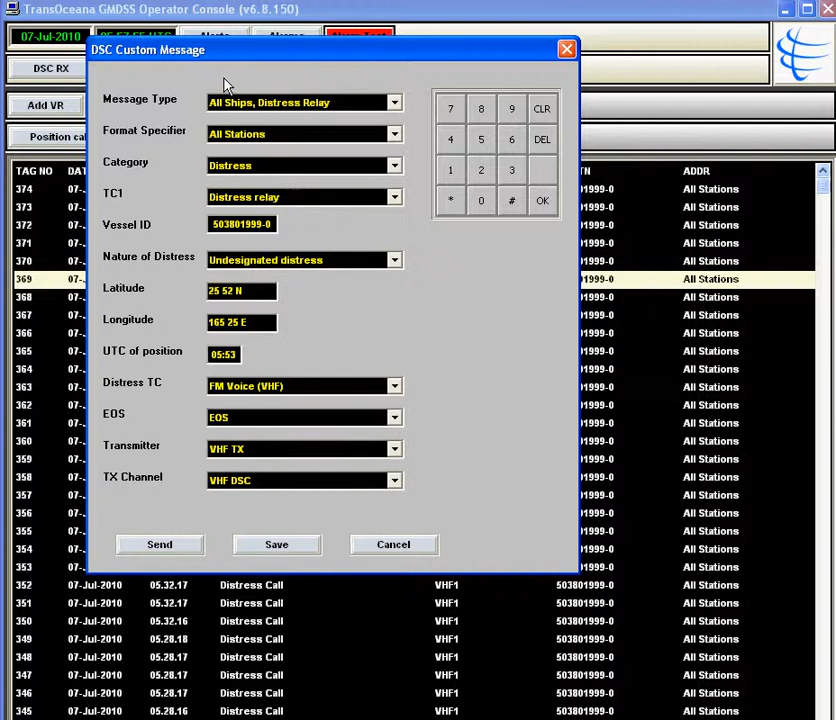 TransOceana GMDSS Operator Console (v6.8.150)
07-Jul-2010
DSC Custom Message
DSC RX
Message Type
All Ships, Distress Relay
7 8 9 CLR
Add VR
Format Specifier
All Stations
4 5 6 DEL
Category
Distress
1 2 3
TC1
Distress relay
* 0 # OK
Vessel ID
503801999-0
Nature of Distress
Undesignated distress
Latitude
25 52 N
Longitude
165 25 E
UTC of position
05:53
Distress TC
FM Voice (VHF)
EOS
EOS
Transmitter
VHF TX
TX Channel
VHF DSC
Send Save Cancel
TAG NO ADDR
374 All Stations
373 All Stations
372 All Stations
371 All Stations
370 All Stations
369 All Stations
368 All Stations
367 All Stations
366 All Stations
365 All Stations
364 All Stations
363 All Stations
362 All Stations
361 All Stations
360 All Stations
359 All Stations
358 All Stations
357 All Stations
356 All Stations
355 All Stations
354 All Stations
353 All Stations
352 07-Jul-2010 05.32.17 Distress Call VHF1 503801999-0 All Stations
351 07-Jul-2010 05.32.17 Distress Call VHF1 503801999-0 All Stations
350 07-Jul-2010 05.32.16 Distress Call VHF1 503801999-0 All Stations
349 07-Jul-2010 05.28.18 Distress Call VHF1 503801999-0 All Stations
348 07-Jul-2010 05.28.17 Distress Call VHF1 503801999-0 All Stations
347 07-Jul-2010 05.28.17 Distress Call VHF1 503801999-0 All Stations
346 07-Jul-2010 05.28.17 Distress Call VHF1 503801999-0 All Stations
345 07-Jul-2010 05.28.16 Distress Call VHF1 503801999-0 All Stations